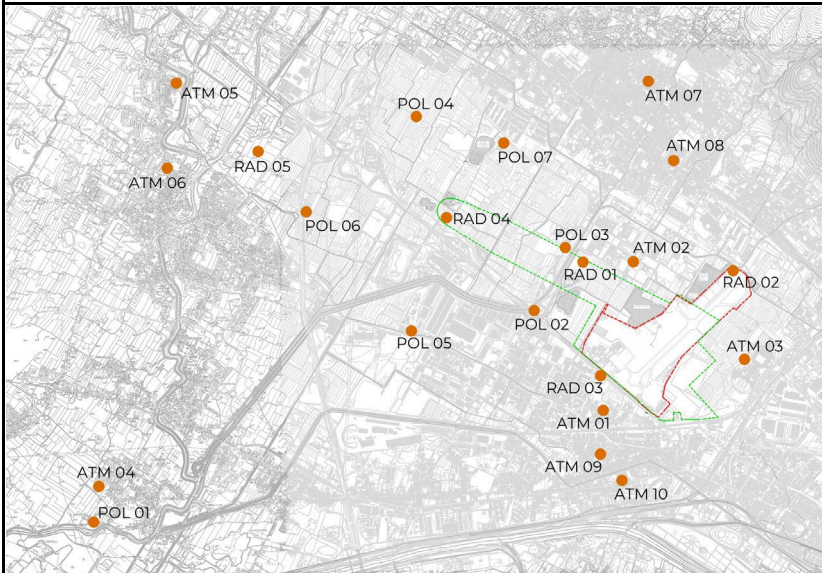 ATM 05
ATM 07
POL 04
POL 07
ATM 08
RAD 05
ATM 06
POL 06
RAD 04
POL 03
ATM 02
RAD 01
RAD 02
POL 02
POL 05
ATM 03
RAD 03
ATM 01
ATM 09
ATM 04
ATM 10
POL 01